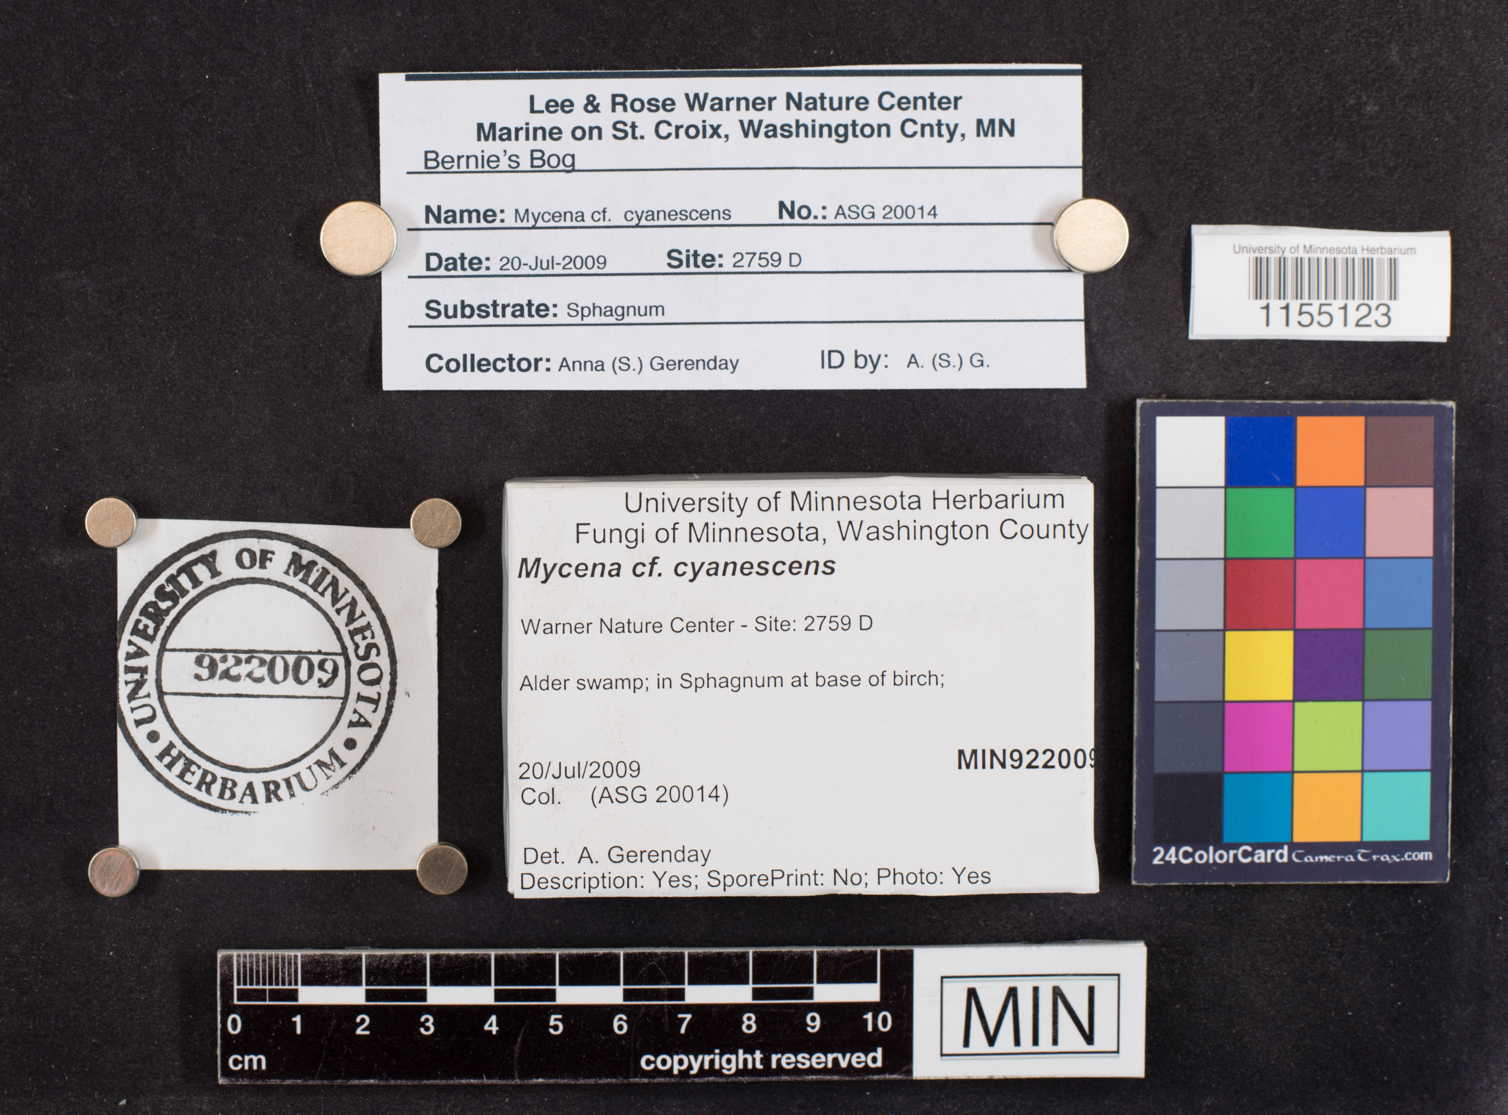 Lee & Rose Warner Nature Center
Marine on St. Croix, Washington Cnty, MN
Bernie's Bog
Name: Mycena cf. cyanescens No.: ASG 20014
Date: 20-Jul-2009 Site: 2759 D
Substrate: Sphagnum
Collector: Anna (S.) Gerenday ID by: A. (S.) G.
University of Minnesota Herbarium
1155123
UNIVERSITY OF MINNESOTA
922009
• HERBARIUM •
University of Minnesota Herbarium
Fungi of Minnesota, Washington County
Mycena cf. cyanescens
Warner Nature Center - Site: 2759 D
Alder swamp; in Sphagnum at base of birch;
MIN922009
20/Jul/2009
Col. (ASG 20014)
Det. A. Gerenday
Description: Yes; SporePrint: No; Photo: Yes
24ColorCard CameraTrax.com
0 1 2 3 4 5 6 7 8 9 10
cm copyright reserved
MIN